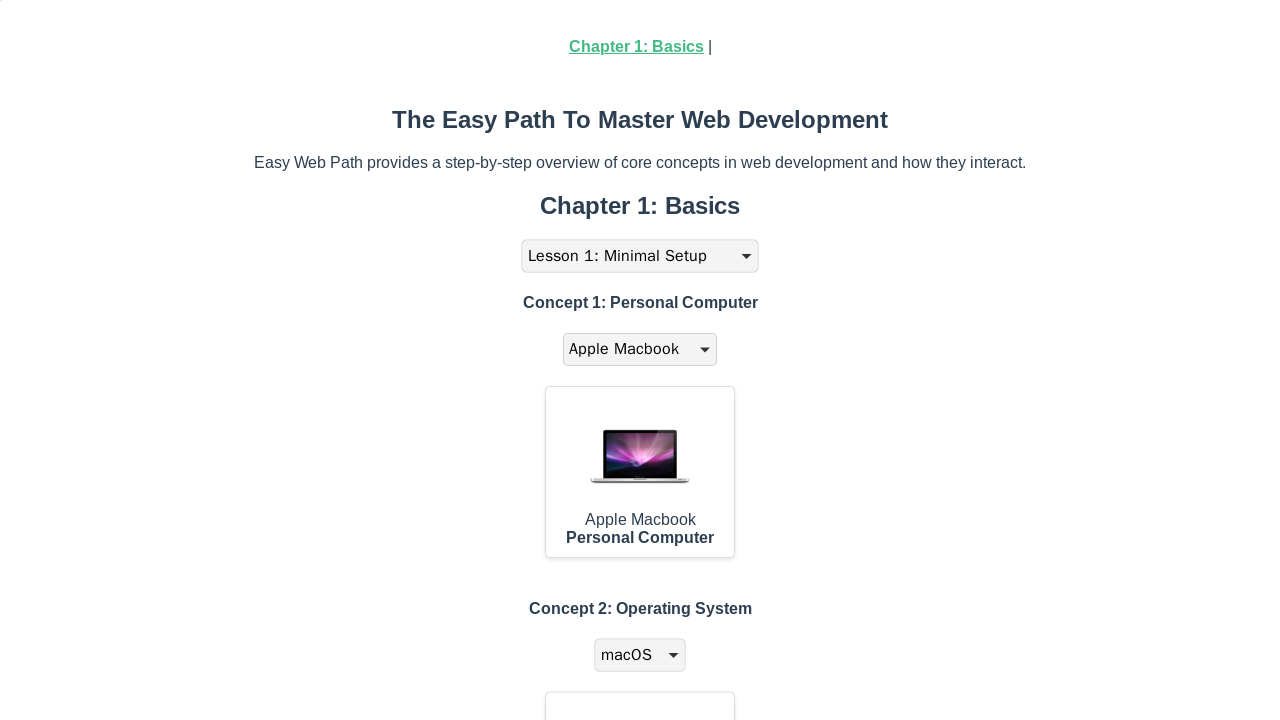 Chapter 1: Basics |
The Easy Path To Master Web Development
Easy Web Path provides a step-by-step overview of core concepts in web development and how they interact.
Chapter 1: Basics
Lesson 1: Minimal Setup
Concept 1: Personal Computer
Apple Macbook
Apple Macbook
Personal Computer
Concept 2: Operating System
macOS